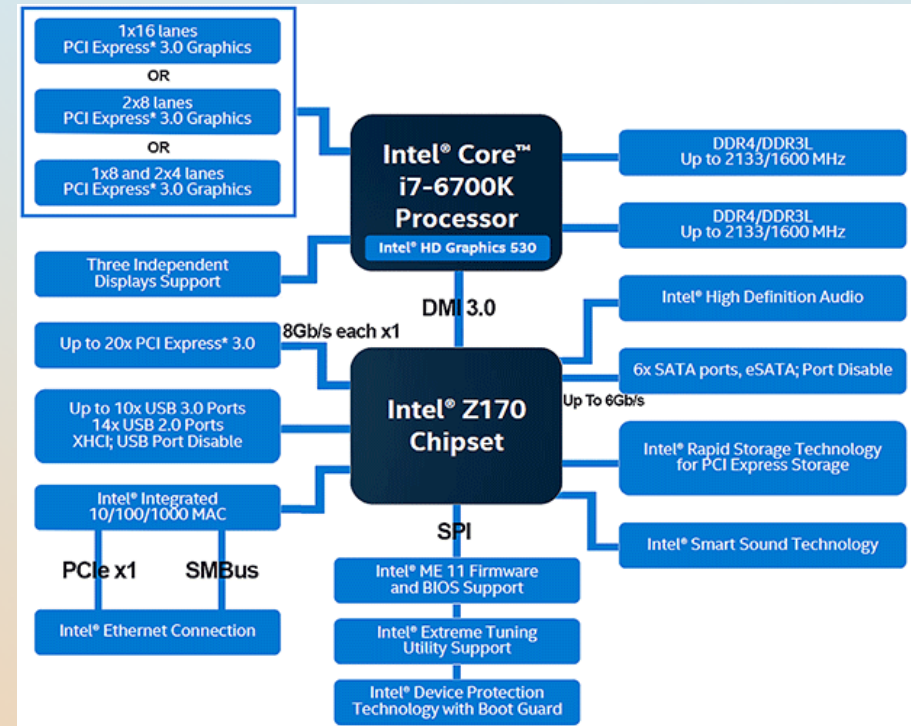 1x16 lanes
PCI Express* 3.0 Graphics
OR
2x8 lanes
PCI Express* 3.0 Graphics
OR
1x8 and 2x4 lanes
PCI Express* 3.0 Graphics
Three Independent
Displays Support
Intel® Core™
i7-6700K
Processor
Intel® HD Graphics 530
DDR4/DDR3L
Up to 2133/1600 MHz
DDR4/DDR3L
Up to 2133/1600 MHz
DMI 3.0
Up to 20x PCI Express* 3.0
8Gb/s each x1
Up to 10x USB 3.0 Ports
14x USB 2.0 Ports
XHCI; USB Port Disable
Intel® Integrated
10/100/1000 MAC
PCIe x1
SMBus
Intel® Ethernet Connection
Intel® Z170
Chipset
Intel® High Definition Audio
6x SATA ports, eSATA; Port Disable
Up To 6Gb/s
Intel® Rapid Storage Technology
for PCI Express Storage
Intel® Smart Sound Technology
SPI
Intel® ME 11 Firmware
and BIOS Support
Intel® Extreme Tuning
Utility Support
Intel® Device Protection
Technology with Boot Guard